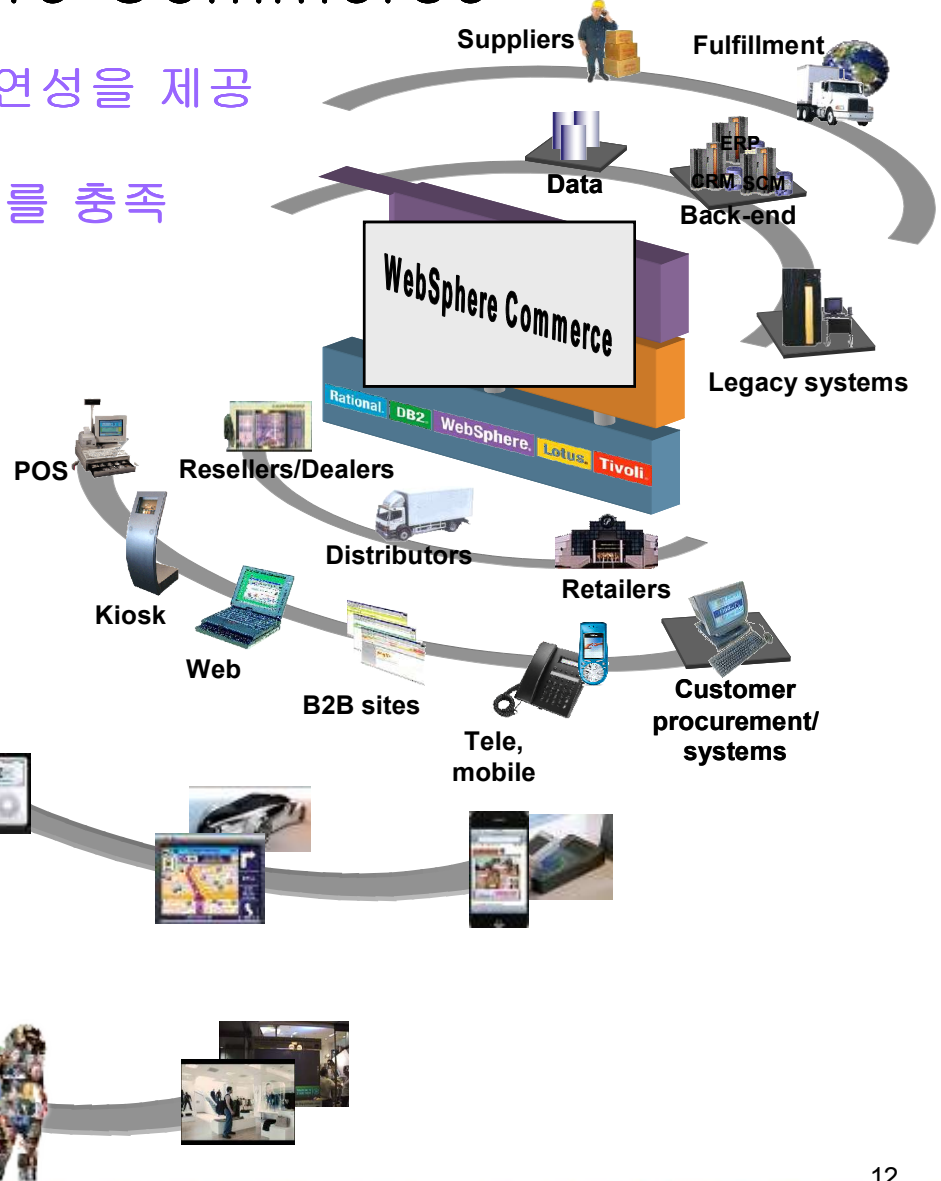 Commerce
연성을 제공
를 충족
Suppliers
Fulfillment
Data
ERP
CRM SCM
Back-end
WebSphere Commerce
Legacy systems
Rational. DB2. WebSphere. Lotus. Tivoli.
POS
Resellers/Dealers
Distributors
Retailers
Kiosk
Web
B2B sites
Tele,
mobile
Customer
procurement/
systems
12